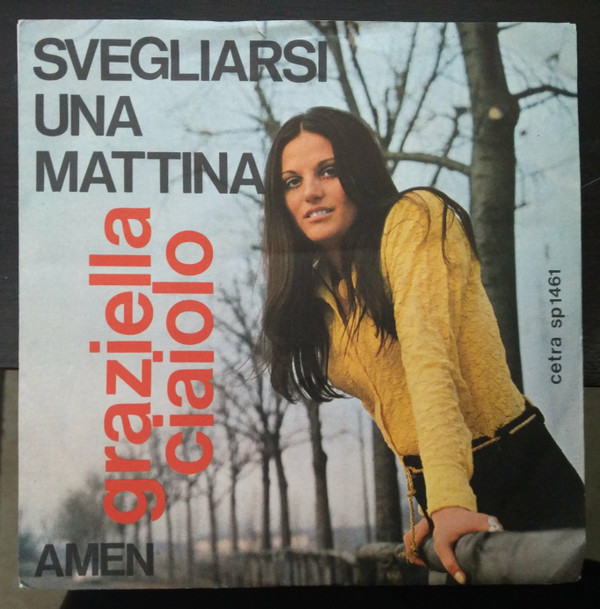 SVEGLIARSI
UNA
MATTINA
graziella
ciaiolo
cetra sp1461
AMEN